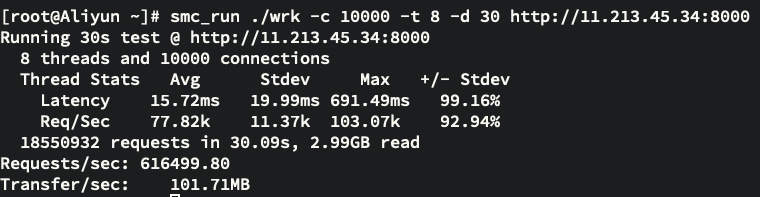 [root@Aliyun ~]# smc_run ./wrk -c 10000 -t 8 -d 30 http://11.213.45.34:8000
Running 30s test @ http://11.213.45.34:8000
  8 threads and 10000 connections
  Thread Stats   Avg      Stdev     Max   +/- Stdev
    Latency    15.72ms   19.99ms 691.49ms   99.16%
    Req/Sec    77.82k    11.37k  103.07k    92.94%
  18550932 requests in 30.09s, 2.99GB read
Requests/sec: 616499.80
Transfer/sec:    101.71MB